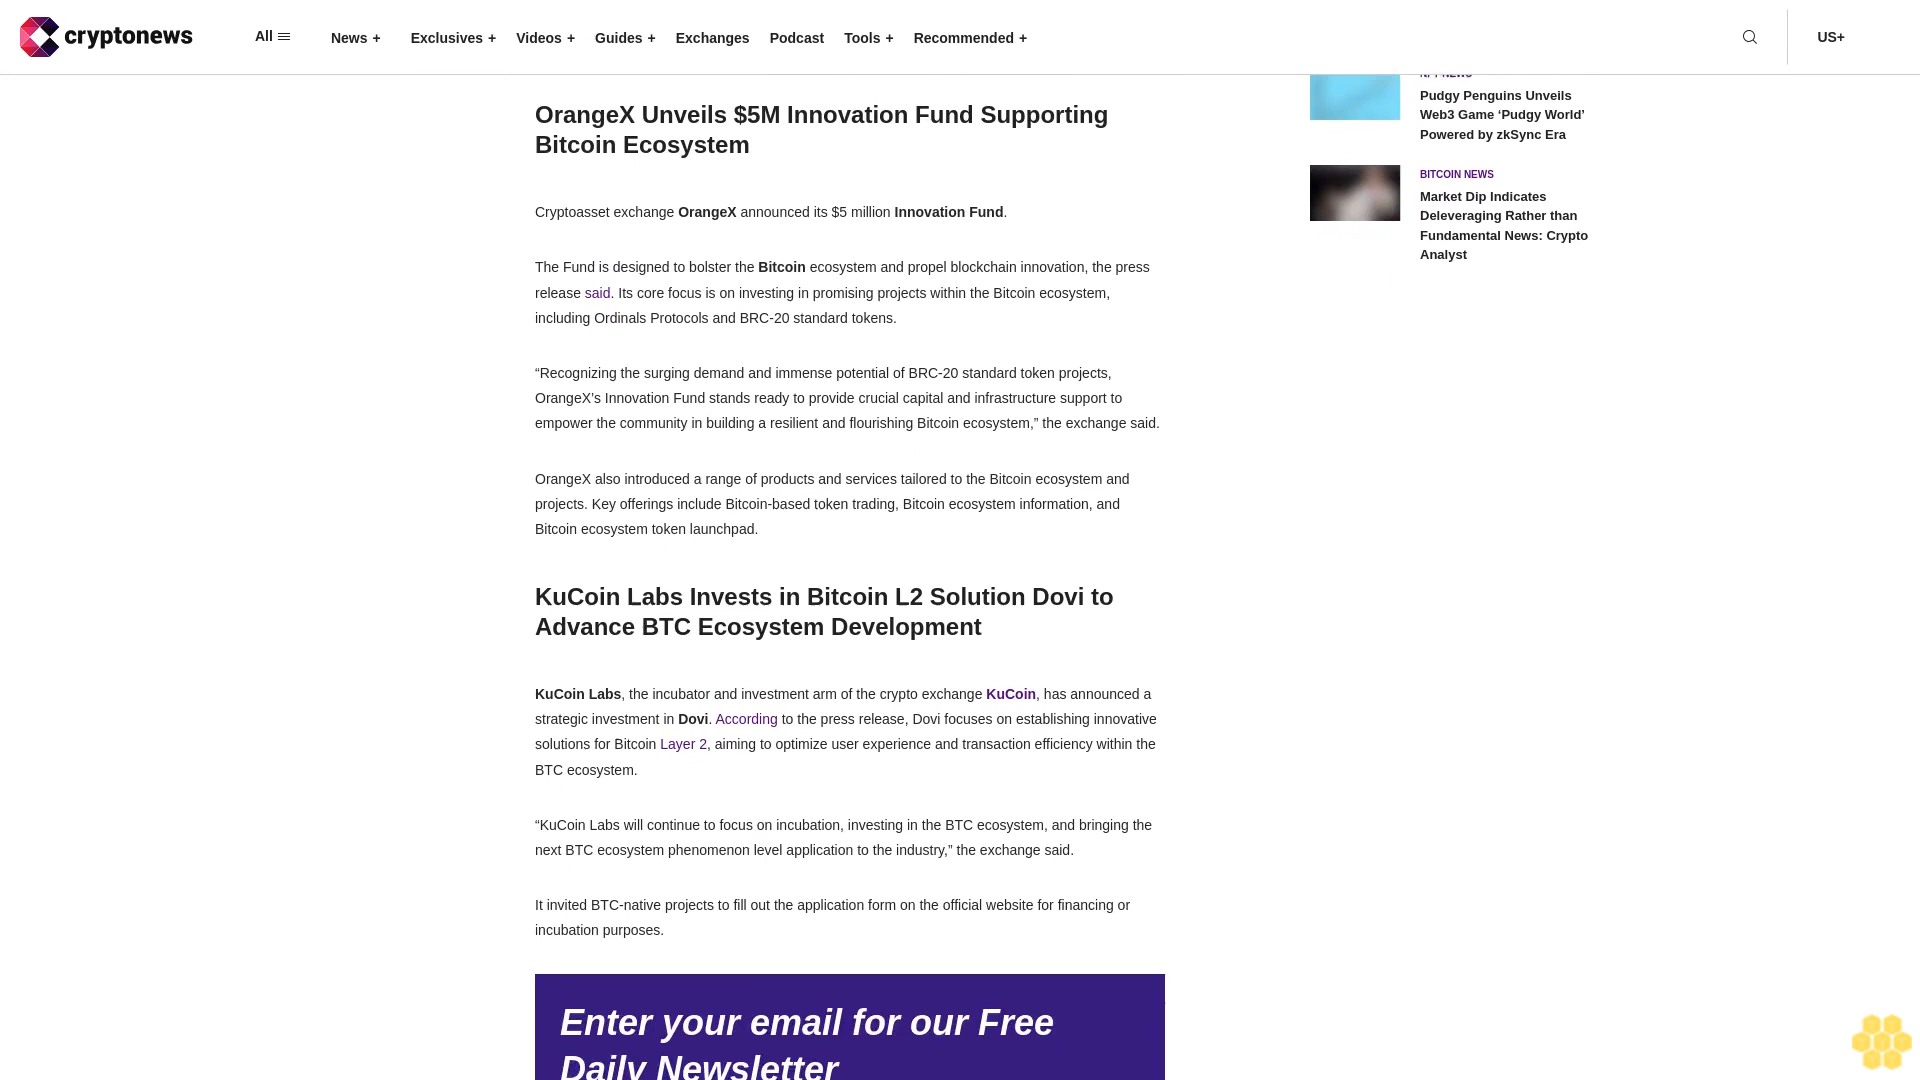 cryptonews
All
News +
Exclusives +
Videos +
Guides +
Exchanges
Podcast
Tools +
Recommended +
US+
OrangeX Unveils $5M Innovation Fund Supporting
Bitcoin Ecosystem
Cryptoasset exchange OrangeX announced its $5 million Innovation Fund.
The Fund is designed to bolster the Bitcoin ecosystem and propel blockchain innovation, the press
release said. Its core focus is on investing in promising projects within the Bitcoin ecosystem,
including Ordinals Protocols and BRC-20 standard tokens.
“Recognizing the surging demand and immense potential of BRC-20 standard token projects,
OrangeX’s Innovation Fund stands ready to provide crucial capital and infrastructure support to
empower the community in building a resilient and flourishing Bitcoin ecosystem,” the exchange said.
OrangeX also introduced a range of products and services tailored to the Bitcoin ecosystem and
projects. Key offerings include Bitcoin-based token trading, Bitcoin ecosystem information, and
Bitcoin ecosystem token launchpad.
KuCoin Labs Invests in Bitcoin L2 Solution Dovi to
Advance BTC Ecosystem Development
KuCoin Labs, the incubator and investment arm of the crypto exchange KuCoin, has announced a
strategic investment in Dovi. According to the press release, Dovi focuses on establishing innovative
solutions for Bitcoin Layer 2, aiming to optimize user experience and transaction efficiency within the
BTC ecosystem.
“KuCoin Labs will continue to focus on incubation, investing in the BTC ecosystem, and bringing the
next BTC ecosystem phenomenon level application to the industry,” the exchange said.
It invited BTC-native projects to fill out the application form on the official website for financing or
incubation purposes.
Enter your email for our Free
Daily Newsletter
Pudgy Penguins Unveils
Web3 Game ‘Pudgy World’
Powered by zkSync Era
BITCOIN NEWS
Market Dip Indicates
Deleveraging Rather than
Fundamental News: Crypto
Analyst